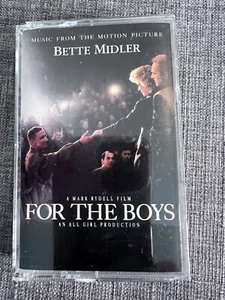 MUSIC FROM THE MOTION PICTURE
BETTE MIDLER
A MARK RYDELL FILM
FOR THE BOYS
AN ALL GIRL PRODUCTION